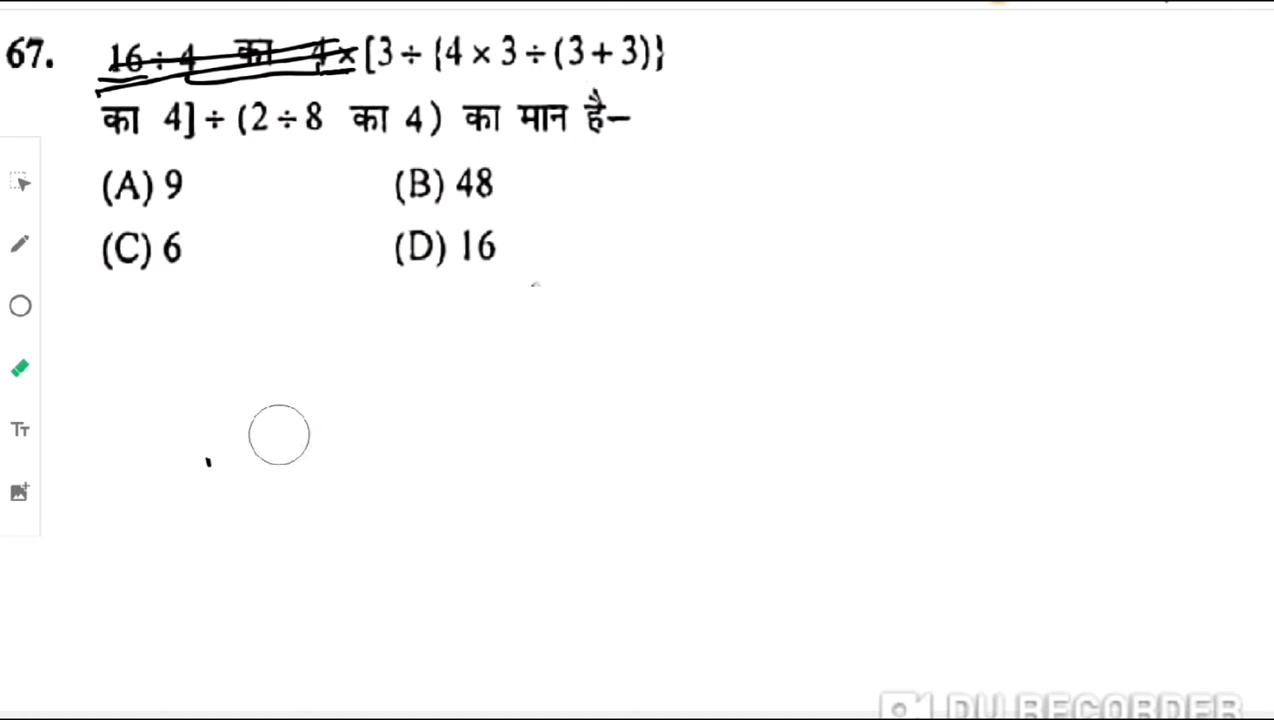 67. 16 ÷ 4 का 4 × [3 ÷ {4 × 3 ÷ (3 + 3)}
का 4] ÷ (2 ÷ 8 का 4) का मान है–
(A) 9 (B) 48
(C) 6 (D) 16
TT
DU RECORDER